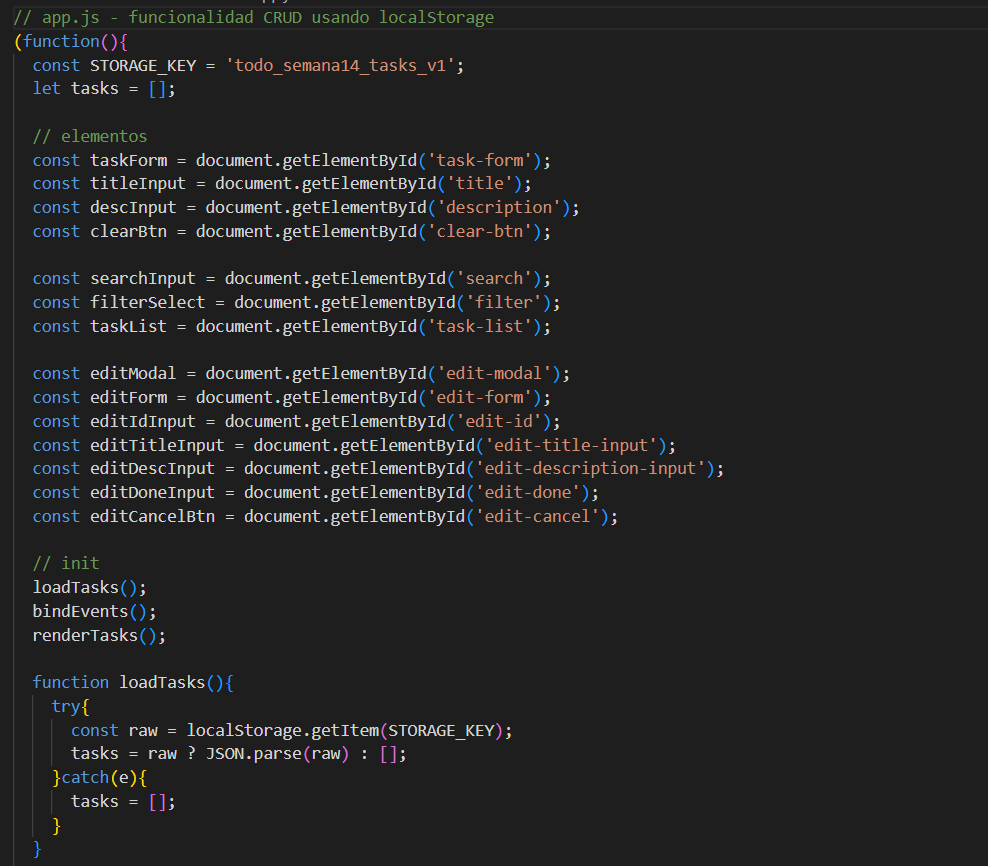 // app.js - funcionalidad CRUD usando localStorage
(function(){
  const STORAGE_KEY = 'todo_semana14_tasks_v1';
  let tasks = [];

  // elementos
  const taskForm = document.getElementById('task-form');
  const titleInput = document.getElementById('title');
  const descInput = document.getElementById('description');
  const clearBtn = document.getElementById('clear-btn');

  const searchInput = document.getElementById('search');
  const filterSelect = document.getElementById('filter');
  const taskList = document.getElementById('task-list');

  const editModal = document.getElementById('edit-modal');
  const editForm = document.getElementById('edit-form');
  const editIdInput = document.getElementById('edit-id');
  const editTitleInput = document.getElementById('edit-title-input');
  const editDescInput = document.getElementById('edit-description-input');
  const editDoneInput = document.getElementById('edit-done');
  const editCancelBtn = document.getElementById('edit-cancel');

  // init
  loadTasks();
  bindEvents();
  renderTasks();

  function loadTasks(){
    try{
      const raw = localStorage.getItem(STORAGE_KEY);
      tasks = raw ? JSON.parse(raw) : [];
    }catch(e){
      tasks = [];
    }
  }